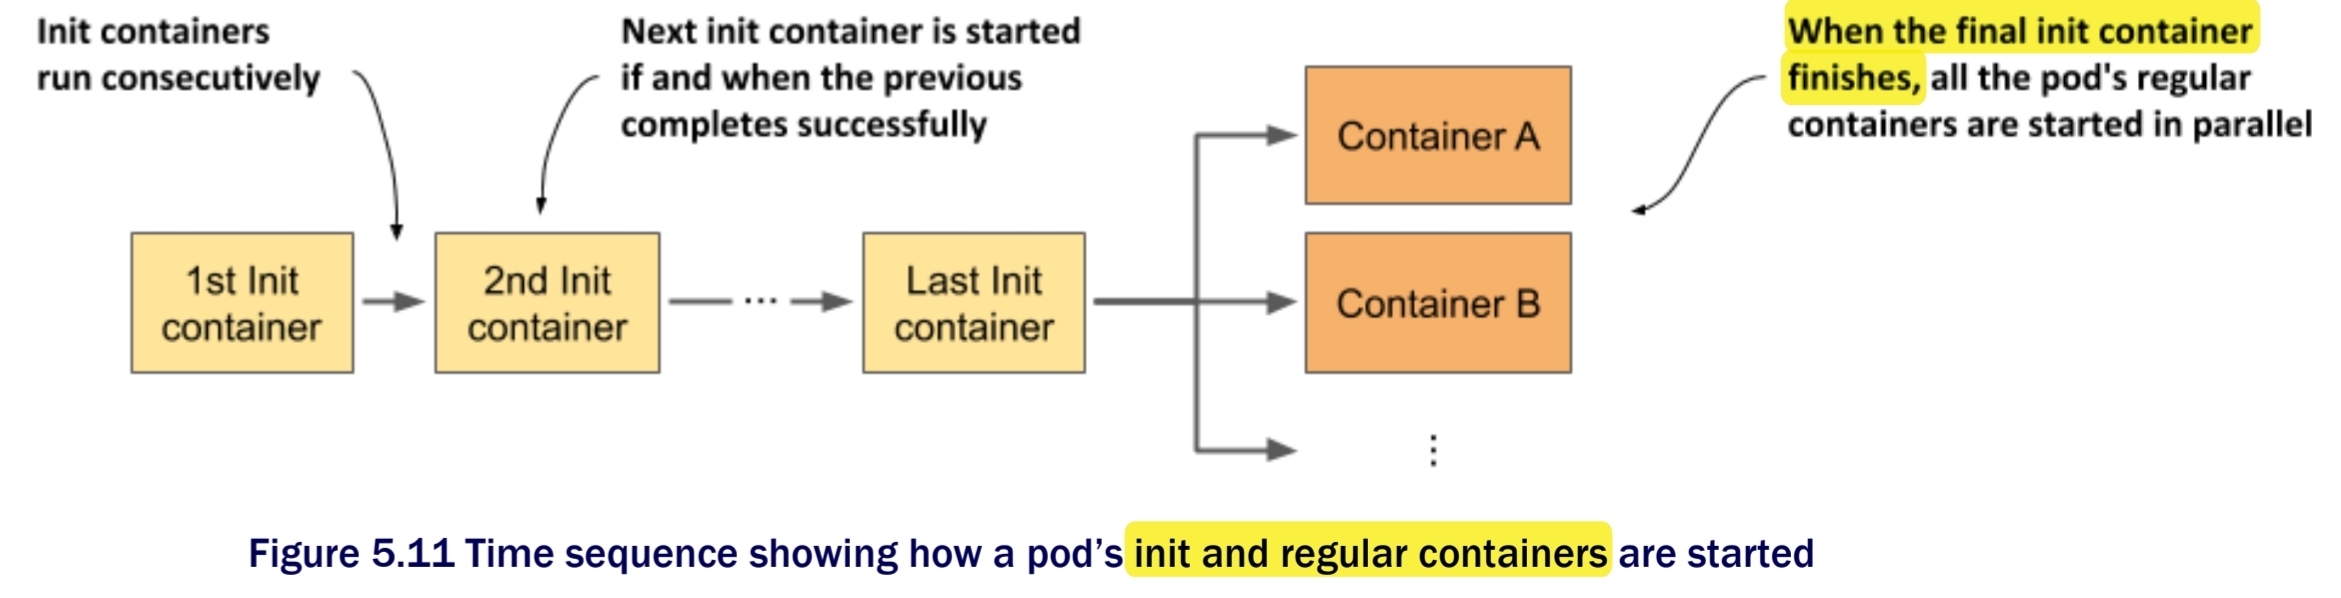 Init containers
run consecutively
Next init container is started
if and when the previous
completes successfully
When the final init container
finishes, all the pod's regular
containers are started in parallel
1st Init
container
2nd Init
container
...
Last Init
container
Container A
Container B
⋮
Figure 5.11 Time sequence showing how a pod’s init and regular containers are started